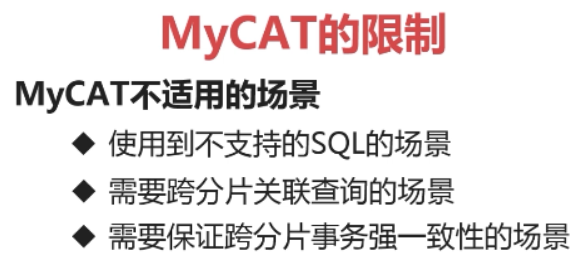 MyCAT的限制
MyCAT不适用的场景
◆ 使用到不支持的SQL的场景
◆ 需要跨分片关联查询的场景
◆ 需要保证跨分片事务强一致性的场景